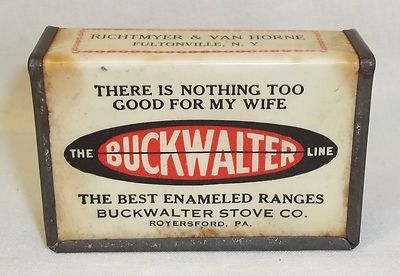 RICHTMYER & VAN HORNE
FULTONVILLE, N. Y.
THERE IS NOTHING TOO
GOOD FOR MY WIFE
THE BUCKWALTER LINE
THE BEST ENAMELED RANGES
BUCKWALTER STOVE CO.
ROYERSFORD, PA.